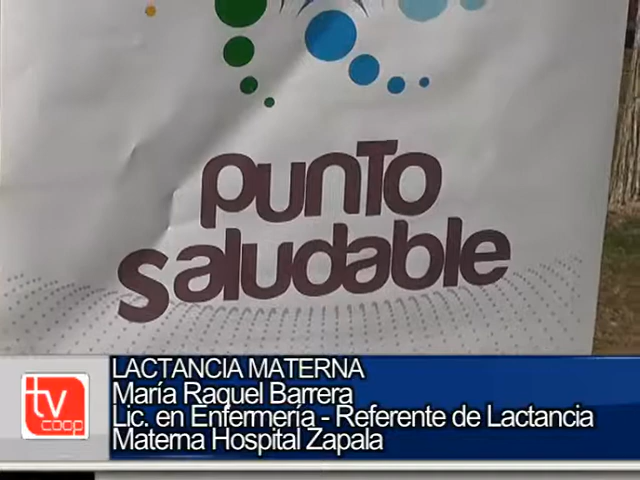 punTo
saludable
LACTANCIA MATERNA
María Raquel Barrera
Lic. en Enfermería - Referente de Lactancia
Materna Hospital Zapala
tv
coop